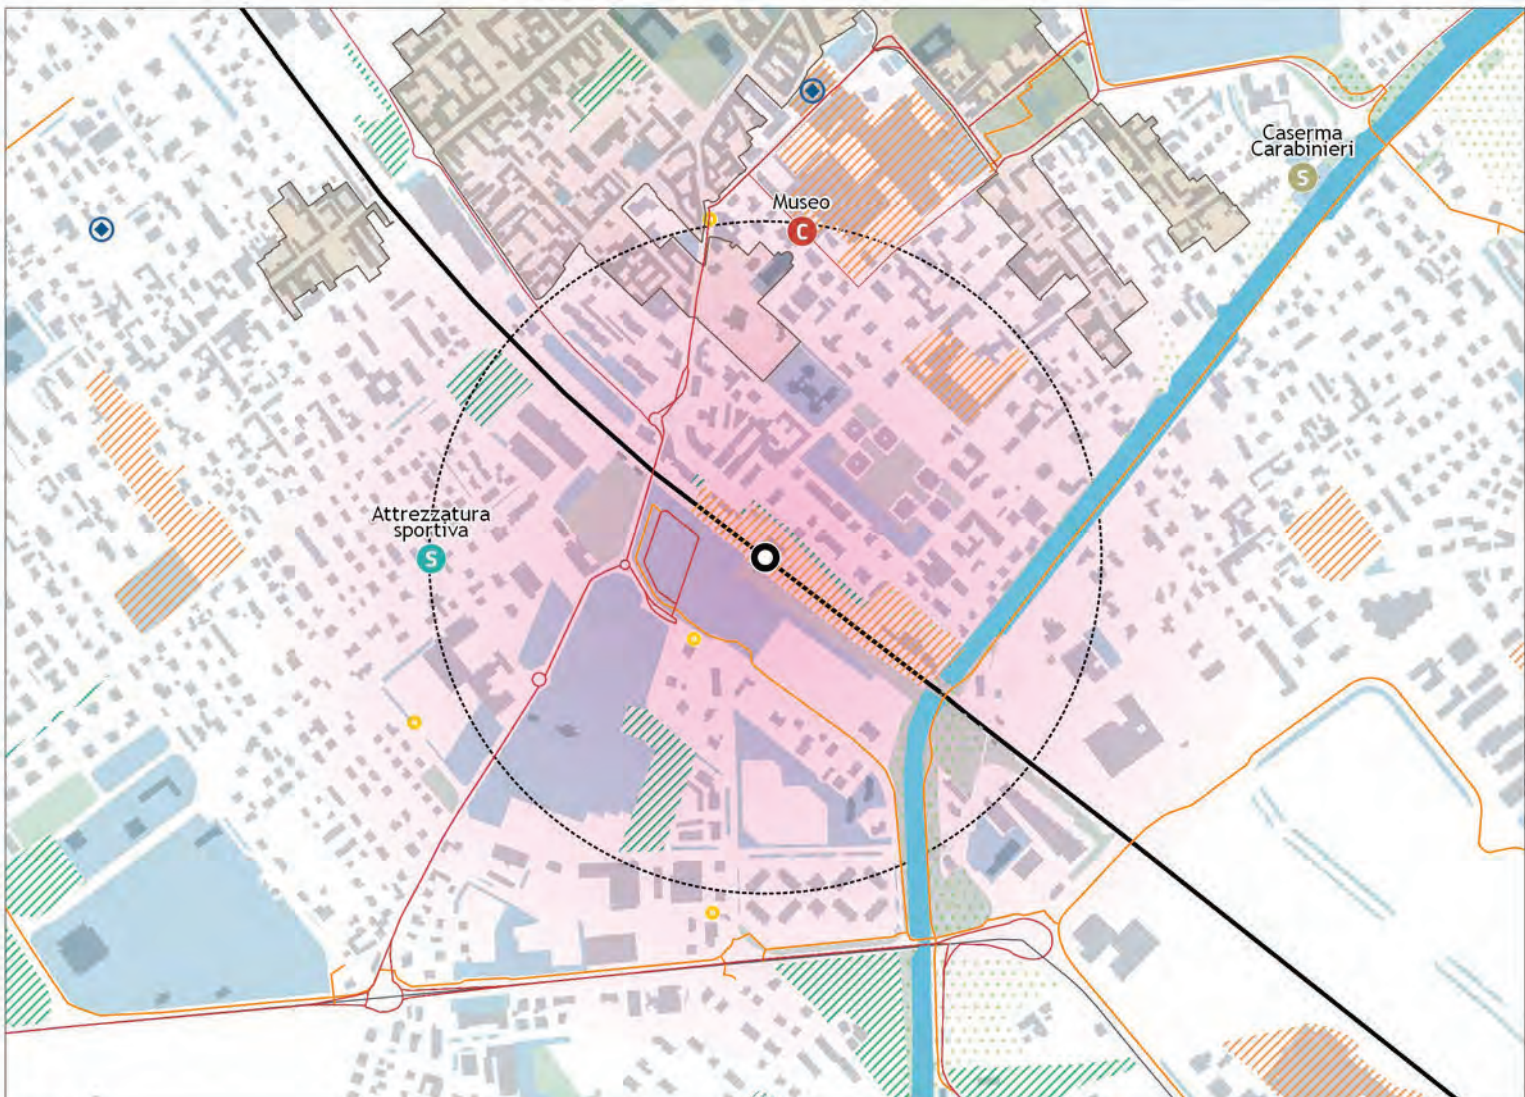 Caserma
Carabinieri
S
Museo
C
Attrezzatura
sportiva
S